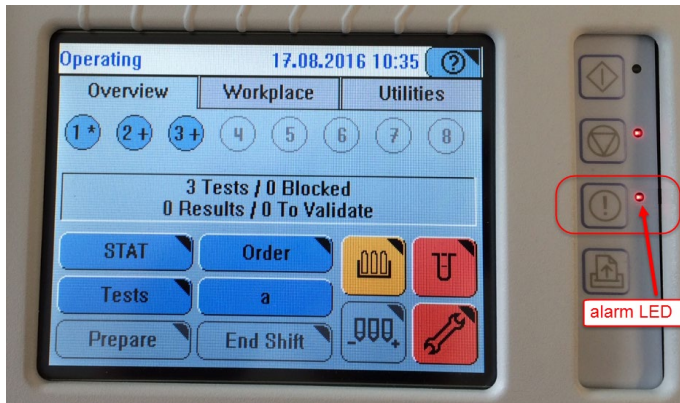 Operating 17.08.2016 10:35 ?
Overview Workplace Utilities
1 * 2 + 3 + 4 5 6 7 8
3 Tests / 0 Blocked
0 Results / 0 To Validate
STAT Order
Tests a
Prepare End Shift
alarm LED